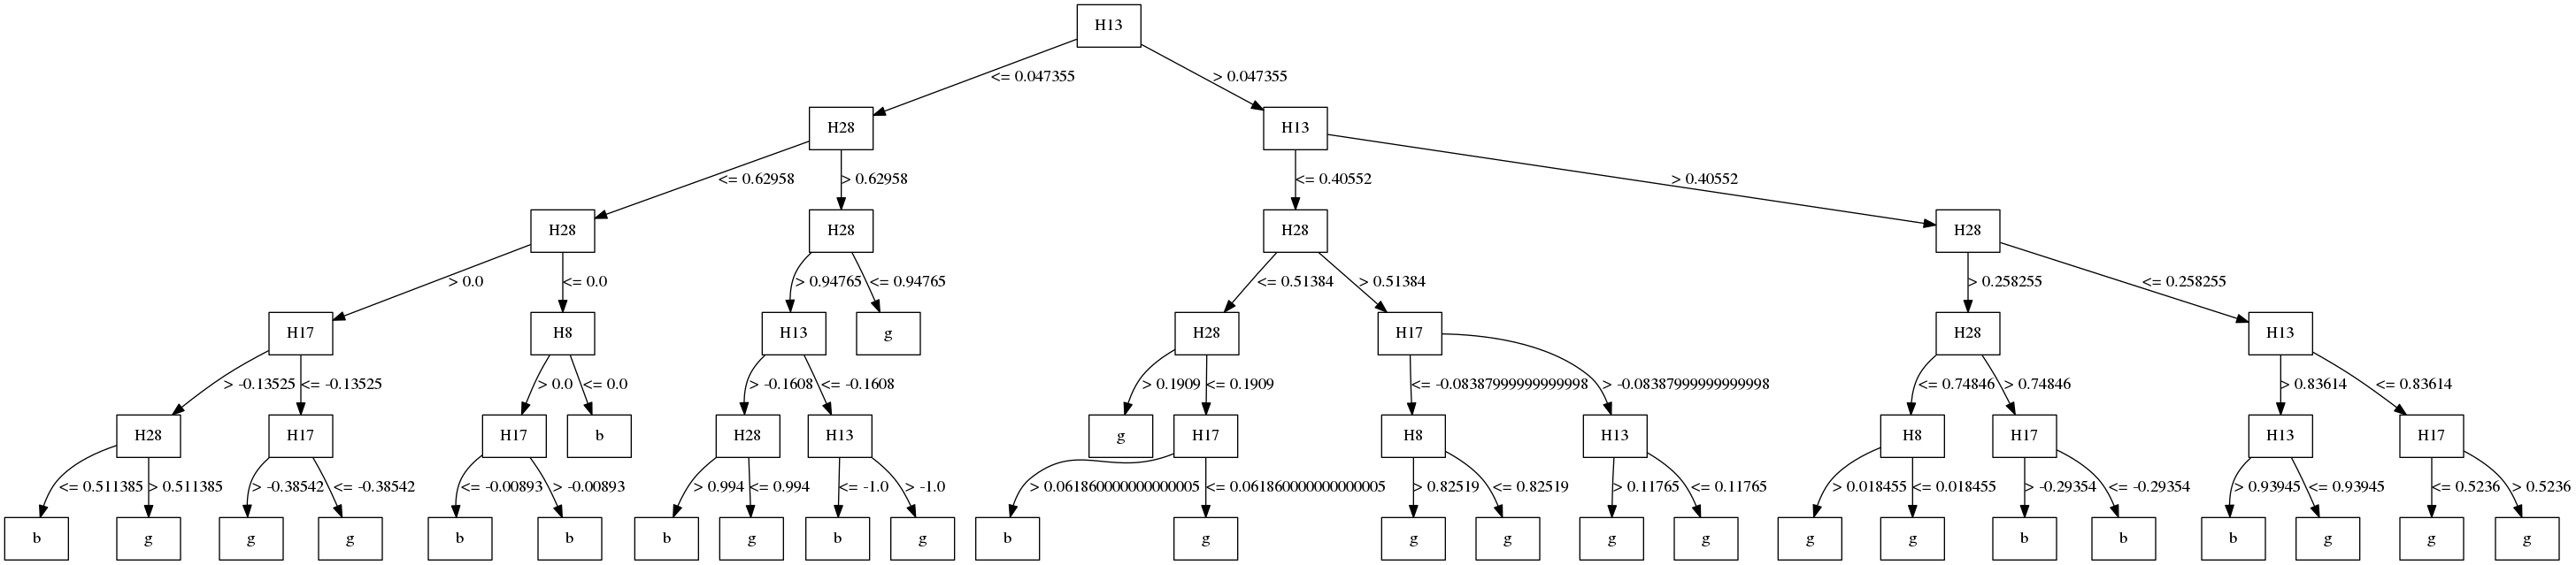 H13
<= 0.047355
> 0.047355
H28
H13
<= 0.62958
> 0.62958
<= 0.40552
> 0.40552
H28
H28
H28
H28
> 0.0
<= 0.0
> 0.94765
<= 0.94765
<= 0.51384
> 0.51384
> 0.258255
<= 0.258255
H17
H8
H13
g
H28
H17
H28
H13
> -0.13525
<= -0.13525
> 0.0
<= 0.0
> -0.1608
<= -0.1608
> 0.1909
<= 0.1909
<= -0.08387999999999998
> -0.08387999999999998
<= 0.74846
> 0.74846
> 0.83614
<= 0.83614
H28
H17
H17
b
H28
H13
g
H17
H8
H13
H8
H17
H13
H17
<= 0.511385
> 0.511385
> -0.38542
<= -0.38542
<= -0.00893
> -0.00893
> 0.994
<= 0.994
<= -1.0
> -1.0
> 0.061860000000000005
<= 0.061860000000000005
> 0.82519
<= 0.82519
> 0.11765
<= 0.11765
> 0.018455
<= 0.018455
> -0.29354
<= -0.29354
> 0.93945
<= 0.93945
<= 0.5236
> 0.5236
b
g
g
g
b
b
b
g
b
g
b
g
g
g
g
g
g
g
b
b
b
g
g
g